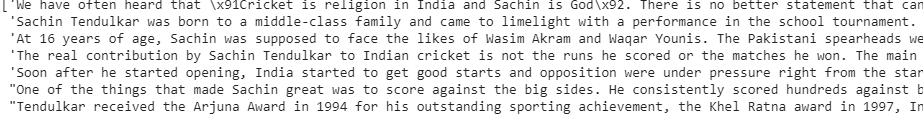 ['We have often heard that \x91Cricket is religion in India and Sachin is God\x92. There is no better statement that can
'Sachin Tendulkar was born to a middle-class family and came to limelight with a performance in the school tournament.
'At 16 years of age, Sachin was supposed to face the likes of Wasim Akram and Waqar Younis. The Pakistani spearheads we
'The real contribution by Sachin Tendulkar to Indian cricket is not the runs he scored or the matches he won. The main
'Soon after he started opening, India started to get good starts and opposition were under pressure right from the star
"One of the things that made Sachin great was to score against the big sides. He consistently scored hundreds against b
"Tendulkar received the Arjuna Award in 1994 for his outstanding sporting achievement, the Khel Ratna award in 1997, In